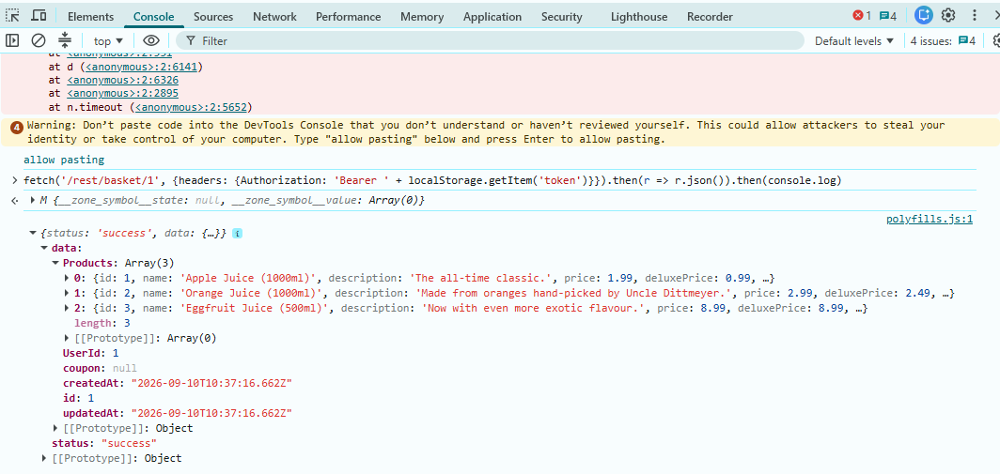 Elements Console Sources Network Performance Memory Application Security Lighthouse Recorder 1 4
top Filter Default levels 4 issues: 4
at d (<anonymous>:2:6141)
at <anonymous>:2:6326
at <anonymous>:2:2895
at n.timeout (<anonymous>:2:5652)
4 Warning: Don’t paste code into the DevTools Console that you don’t understand or haven’t reviewed yourself. This could allow attackers to steal your
identity or take control of your computer. Type "allow pasting" below and press Enter to allow pasting.
allow pasting
fetch('/rest/basket/1', {headers: {Authorization: 'Bearer ' + localStorage.getItem('token')}}).then(r => r.json()).then(console.log)
M {__zone_symbol__state: null, __zone_symbol__value: Array(0)}
polyfills.js:1
{status: 'success', data: {…}} i
data:
Products: Array(3)
0: {id: 1, name: 'Apple Juice (1000ml)', description: 'The all-time classic.', price: 1.99, deluxePrice: 0.99, …}
1: {id: 2, name: 'Orange Juice (1000ml)', description: 'Made from oranges hand-picked by Uncle Dittmeyer.', price: 2.99, deluxePrice: 2.49, …}
2: {id: 3, name: 'Eggfruit Juice (500ml)', description: 'Now with even more exotic flavour.', price: 8.99, deluxePrice: 8.99, …}
length: 3
[[Prototype]]: Array(0)
UserId: 1
coupon: null
createdAt: "2026-09-10T10:37:16.662Z"
id: 1
updatedAt: "2026-09-10T10:37:16.662Z"
[[Prototype]]: Object
status: "success"
[[Prototype]]: Object